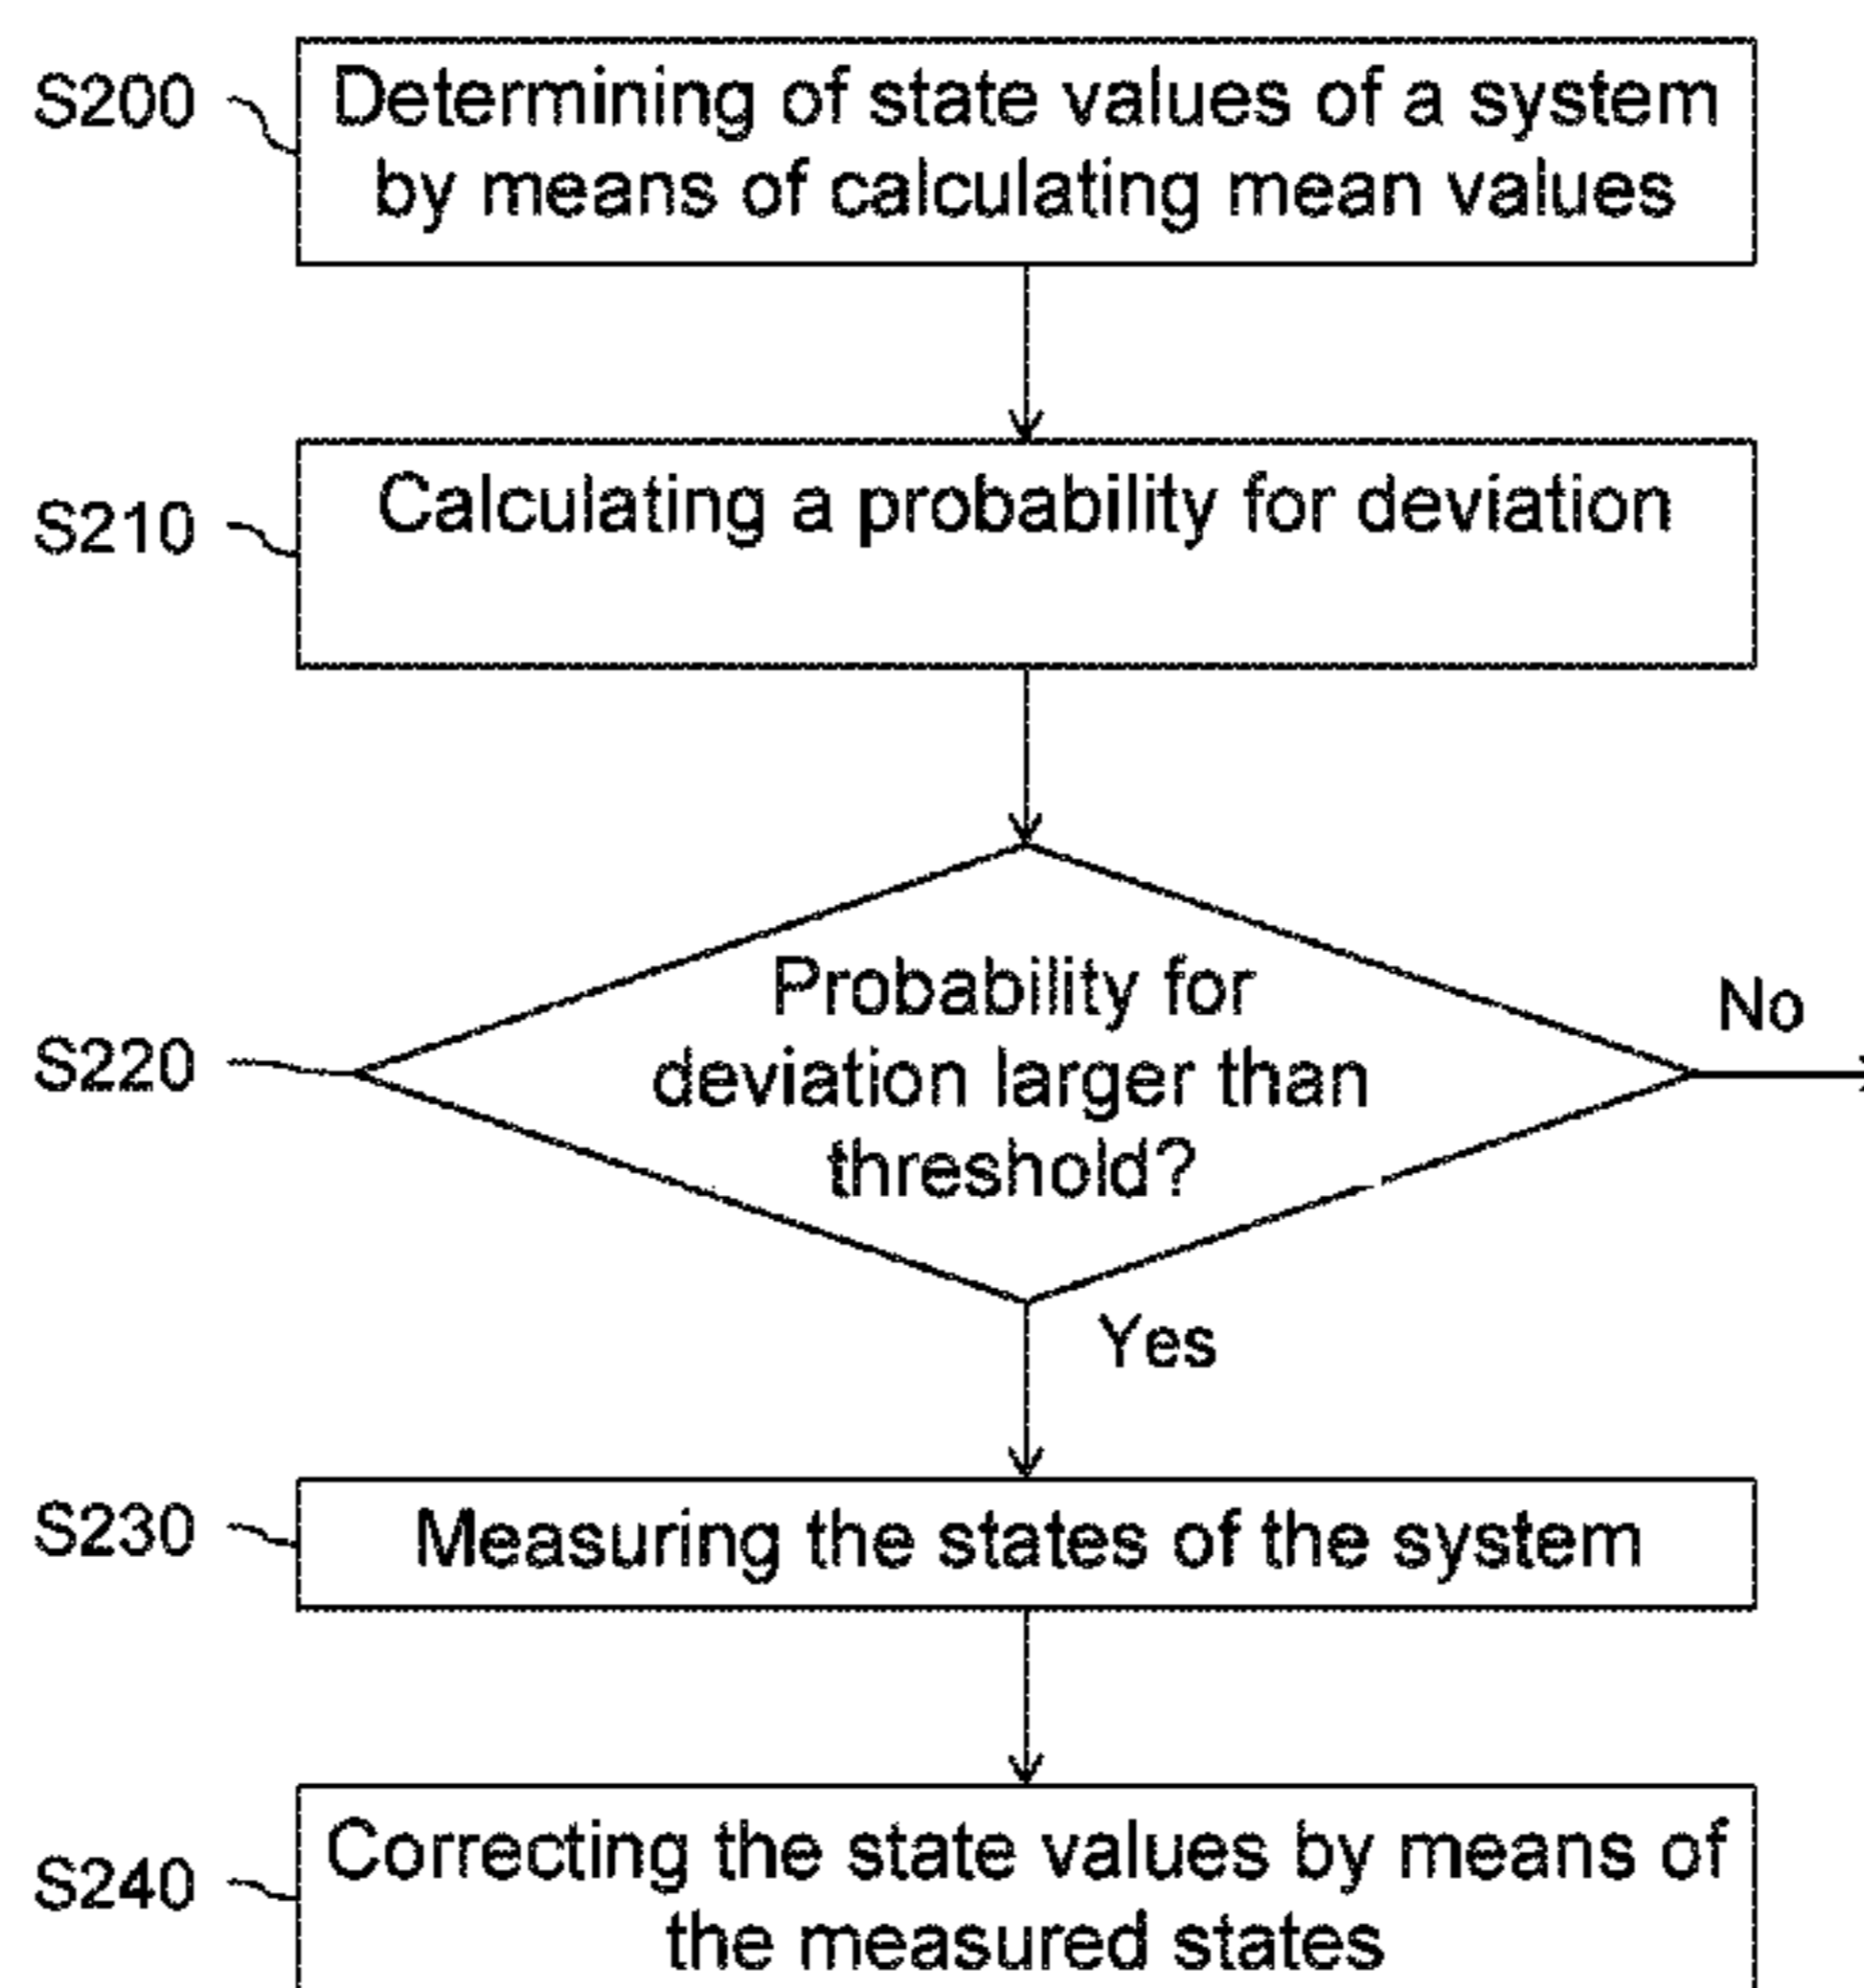 S200
Determining of state values of a system
by means of calculating mean values
S210
Calculating a probability for deviation
S220
Probability for
deviation larger than
threshold?
No
Yes
S230
Measuring the states of the system
S240
Correcting the state values by means of
the measured states